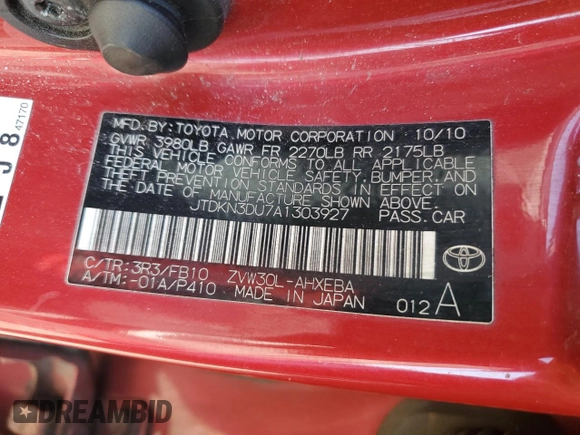 47170
J 8
MFD. BY: TOYOTA MOTOR CORPORATION 10/10
GVWR 3980LB GAWR FR 2270LB RR 2175LB
THIS VEHICLE CONFORMS TO ALL APPLICABLE
FEDERAL MOTOR VEHICLE SAFETY, BUMPER, AND
THEFT PREVENTION STANDARDS IN EFFECT ON
THE DATE OF MANUFACTURE SHOWN ABOVE.
JTDKN3DU7A1303927 PASS. CAR
C/TR: 3R3/FB10 ZVW30L-AHXEBA
A/TM: -01A/P410 MADE IN JAPAN 012 A
DREAMBID